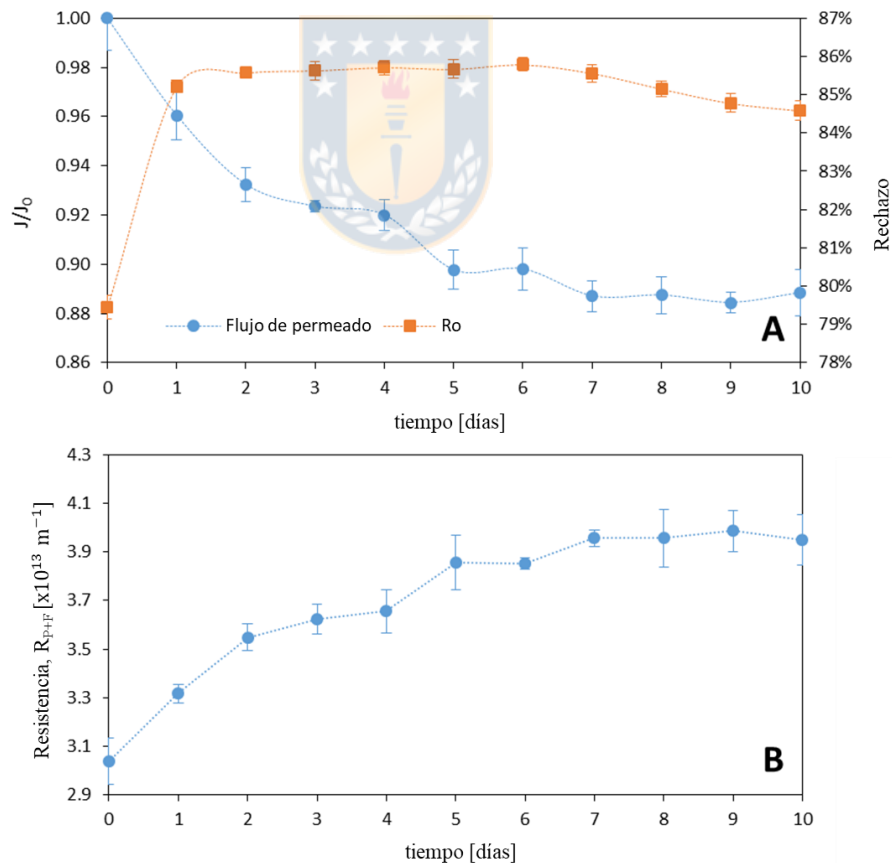 1.00
0.98
0.96
0.94
0.92
0.90
0.88
0.86
J/J₀
87%
86%
85%
84%
83%
82%
81%
80%
79%
78%
Rechazo
Flujo de permeado
Ro
A
0 1 2 3 4 5 6 7 8 9 10
tiempo [días]
4.3
4.1
3.9
3.7
3.5
3.3
3.1
2.9
Resistencia, R_P+F [x10¹³ m⁻¹]
B
0 1 2 3 4 5 6 7 8 9 10
tiempo [días]